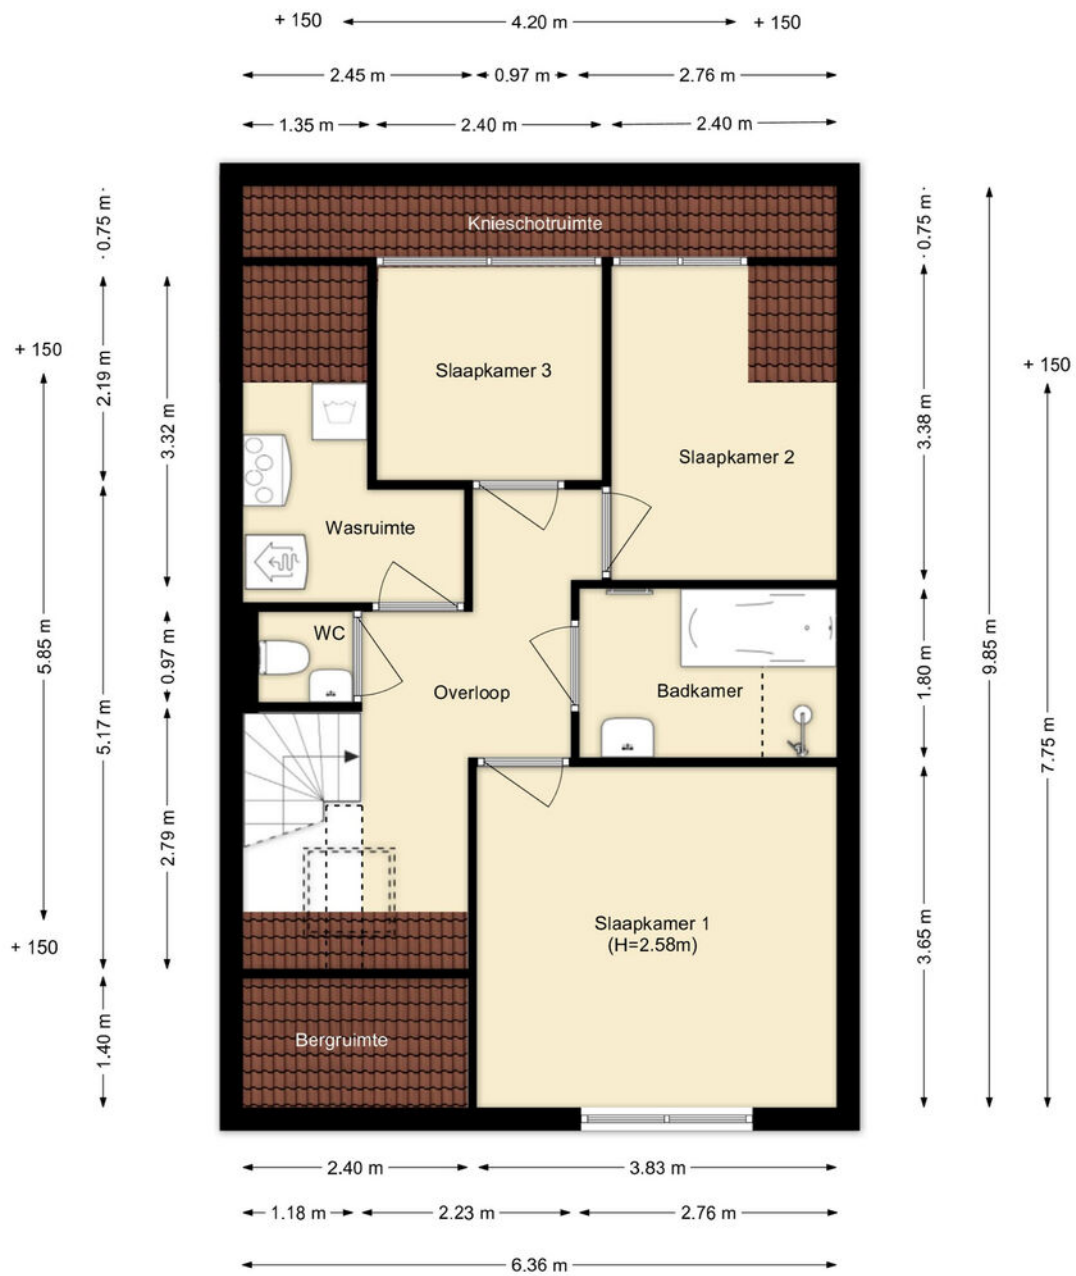 + 150
4.20 m
+ 150
2.45 m
0.97 m
2.76 m
1.35 m
2.40 m
2.40 m
Knieschotruimte
0.75 m
0.75 m
+ 150
+ 150
2.19 m
3.32 m
3.38 m
Slaapkamer 3
Slaapkamer 2
Wasruimte
WC
Overloop
Badkamer
5.85 m
5.17 m
0.97 m
1.80 m
9.85 m
7.75 m
2.79 m
Slaapkamer 1
(H=2.58m)
3.65 m
+ 150
1.40 m
Bergruimte
2.40 m
3.83 m
1.18 m
2.23 m
2.76 m
6.36 m